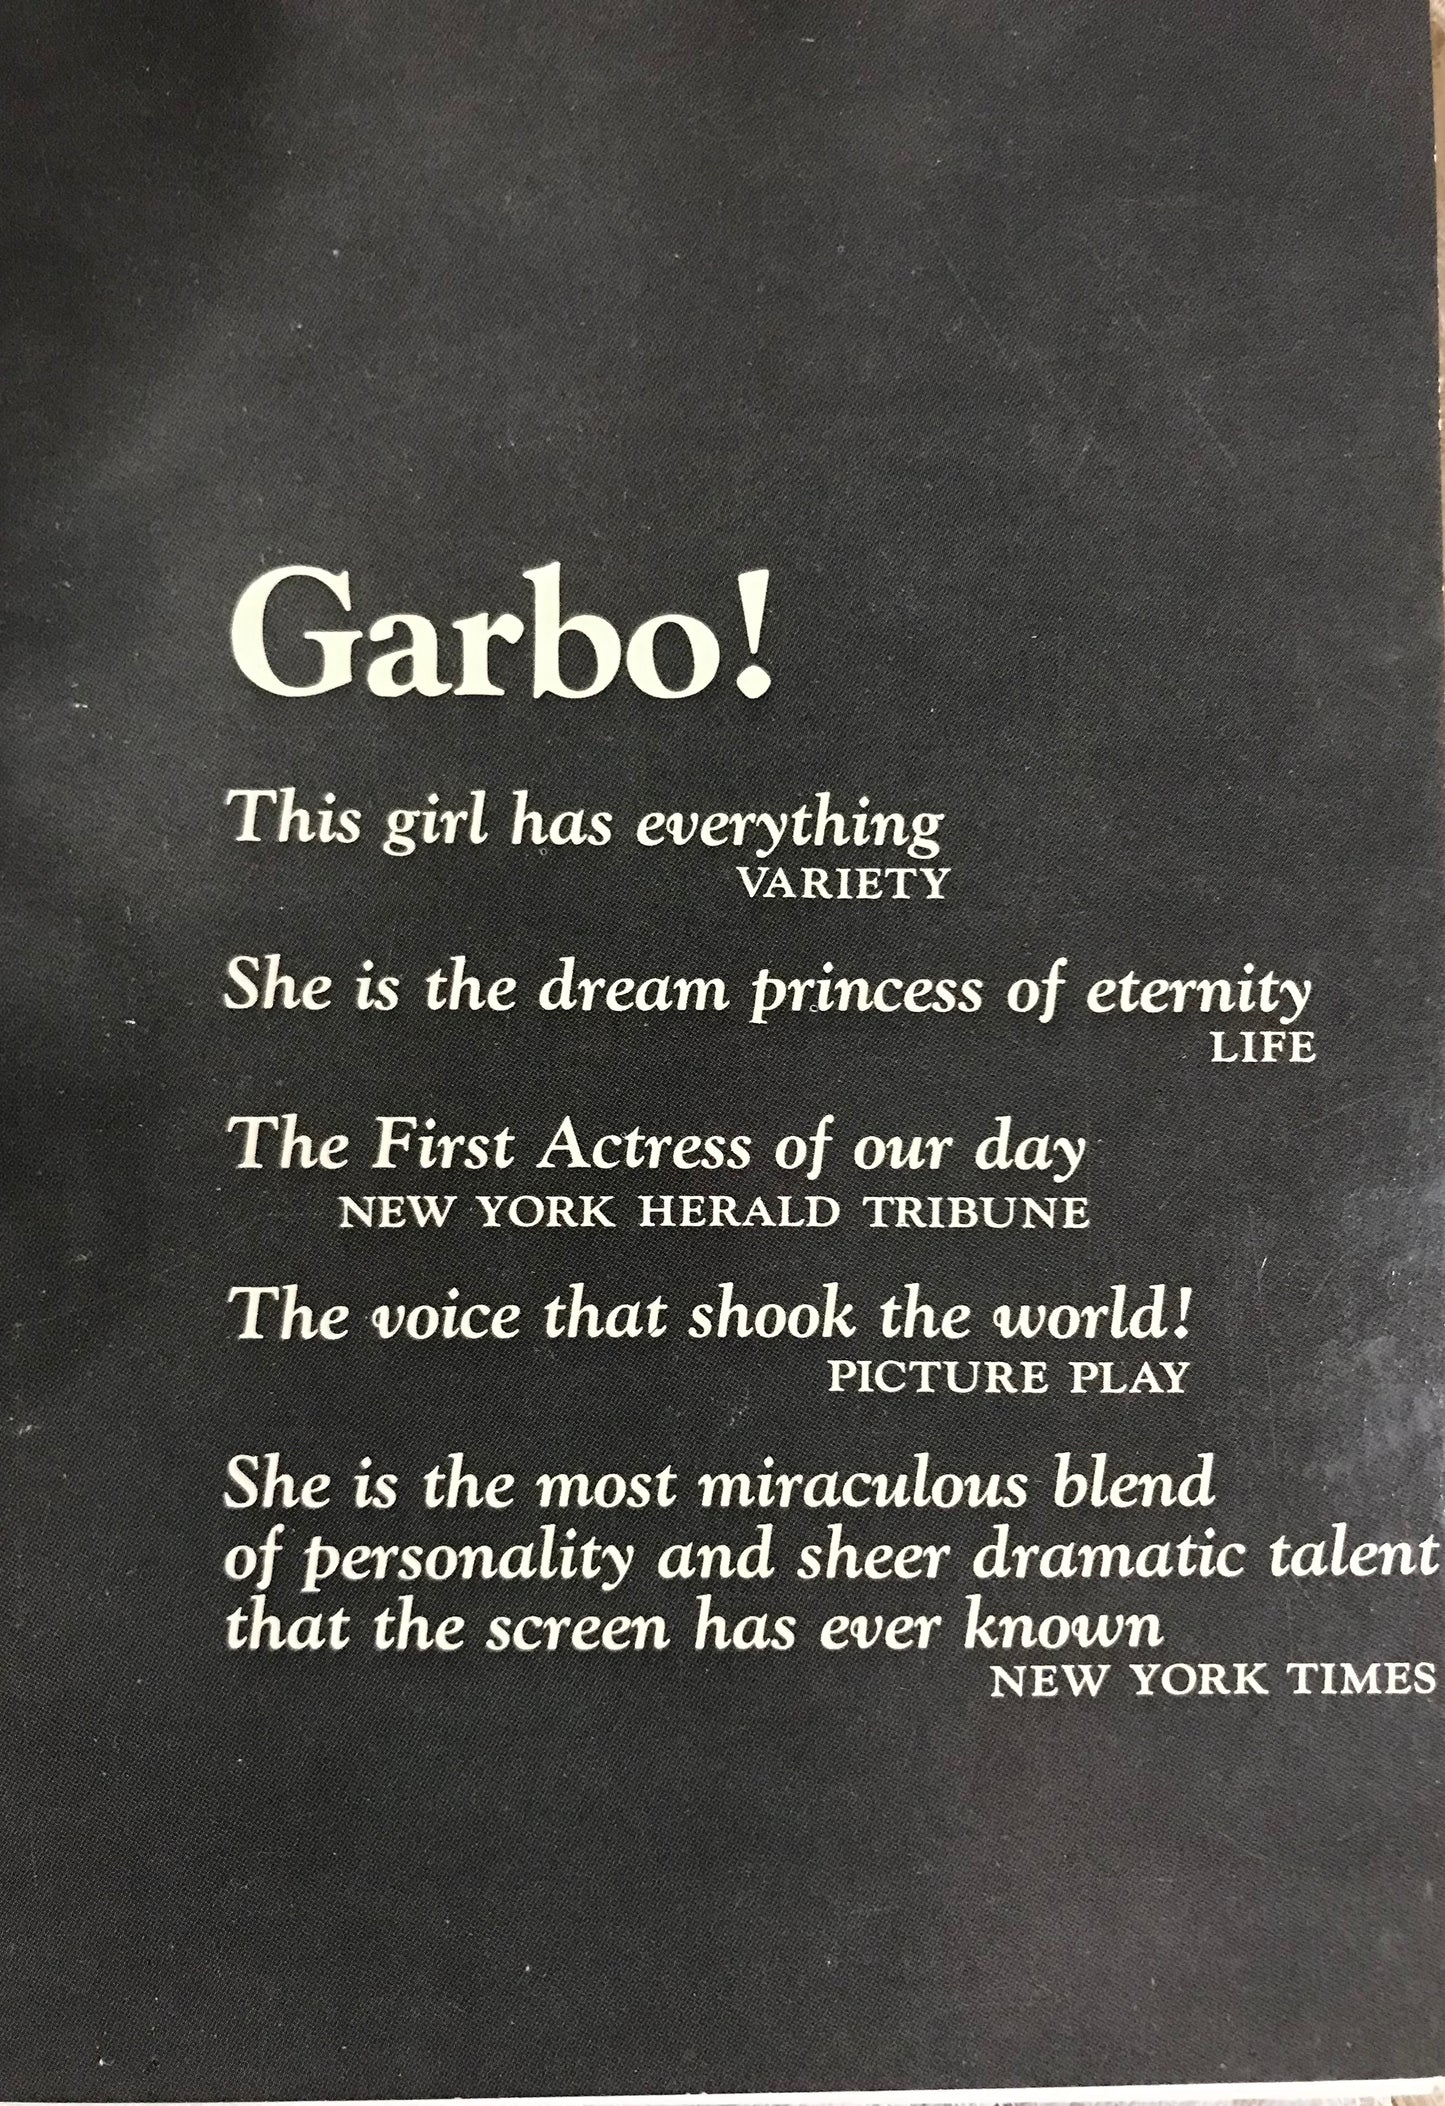 Garbo!
This girl has everything
VARIETY
She is the dream princess of eternity
LIFE
The First Actress of our day
NEW YORK HERALD TRIBUNE
The voice that shook the world!
PICTURE PLAY
She is the most miraculous blend
of personality and sheer dramatic talent
that the screen has ever known
NEW YORK TIMES